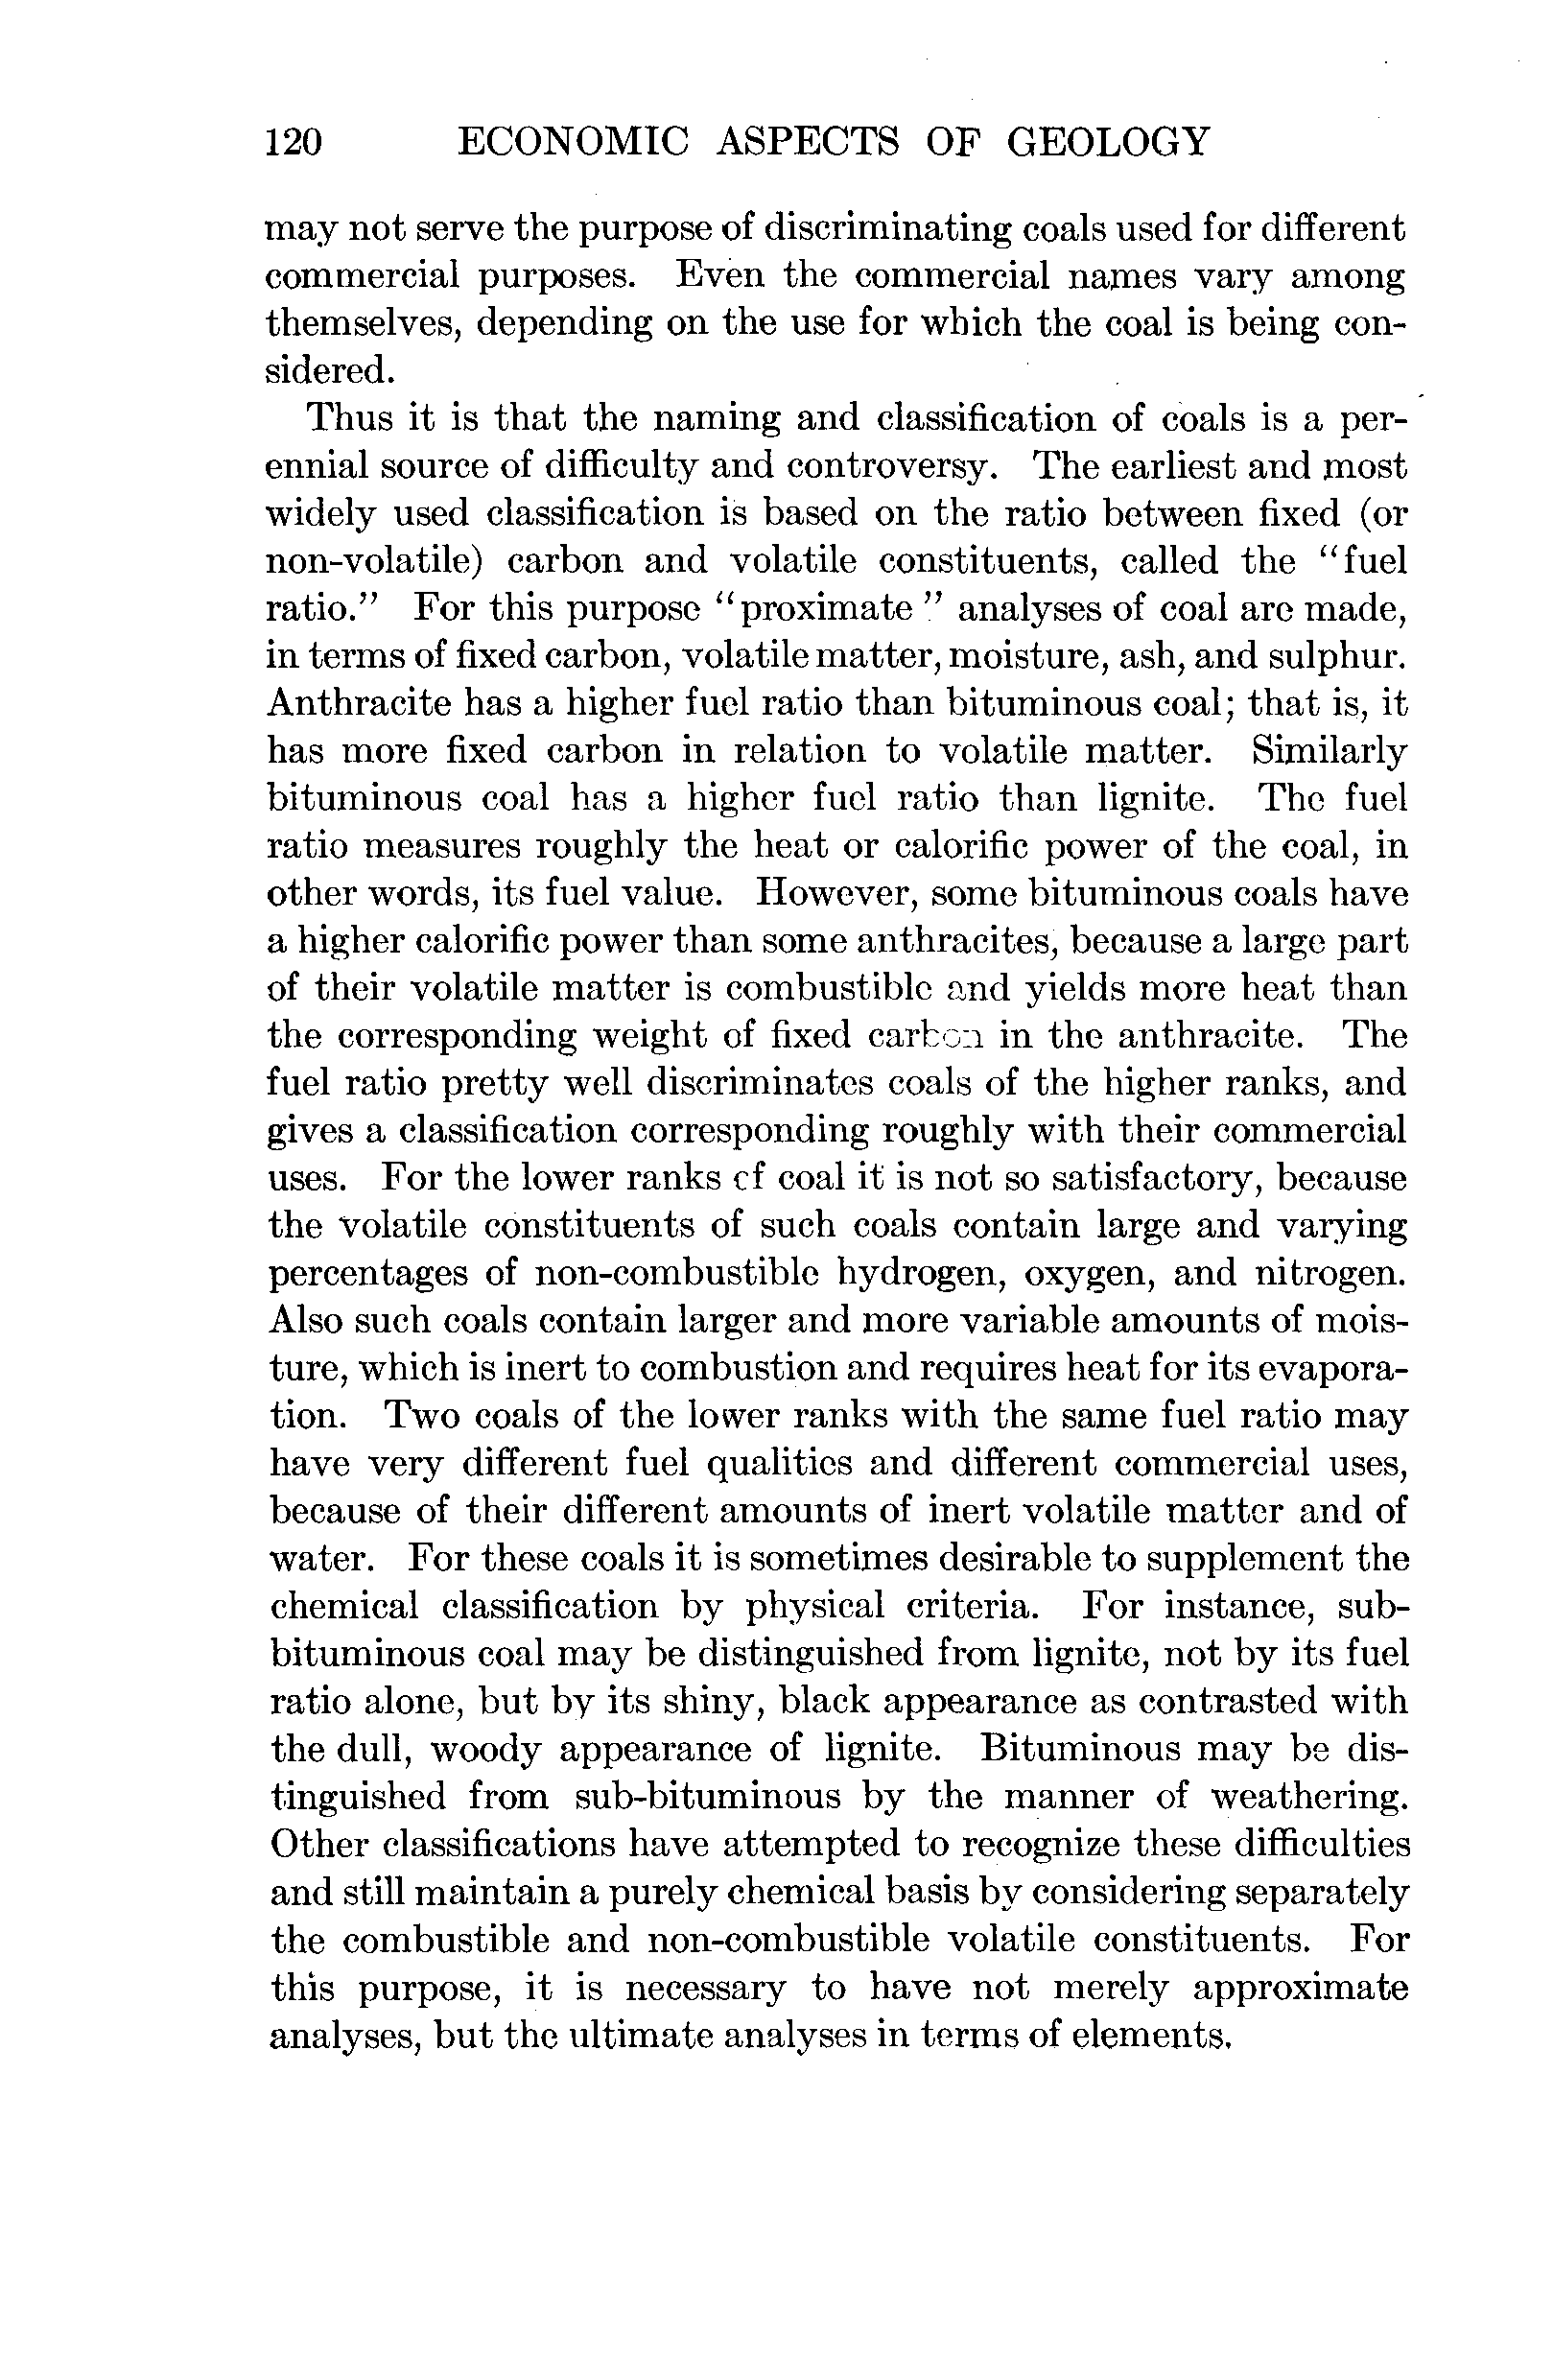 120 ECONOMIC ASPECTS OF GEOLOGY
may not serve the purpose of discriminating coals used for different
commercial purposes. Even the commercial names vary among
themselves, depending on the use for which the coal is being con-
sidered.
Thus it is that the naming and classification of coals is a per-
ennial source of difficulty and controversy. The earliest and most
widely used classification is based on the ratio between fixed (or
non-volatile) carbon and volatile constituents, called the “fuel
ratio.” For this purpose “proximate” analyses of coal are made,
in terms of fixed carbon, volatile matter, moisture, ash, and sulphur.
Anthracite has a higher fuel ratio than bituminous coal; that is, it
has more fixed carbon in relation to volatile matter. Similarly
bituminous coal has a higher fuel ratio than lignite. The fuel
ratio measures roughly the heat or calorific power of the coal, in
other words, its fuel value. However, some bituminous coals have
a higher calorific power than some anthracites, because a large part
of their volatile matter is combustible and yields more heat than
the corresponding weight of fixed carbon in the anthracite. The
fuel ratio pretty well discriminates coals of the higher ranks, and
gives a classification corresponding roughly with their commercial
uses. For the lower ranks of coal it is not so satisfactory, because
the volatile constituents of such coals contain large and varying
percentages of non-combustible hydrogen, oxygen, and nitrogen.
Also such coals contain larger and more variable amounts of mois-
ture, which is inert to combustion and requires heat for its evapora-
tion. Two coals of the lower ranks with the same fuel ratio may
have very different fuel qualities and different commercial uses,
because of their different amounts of inert volatile matter and of
water. For these coals it is sometimes desirable to supplement the
chemical classification by physical criteria. For instance, sub-
bituminous coal may be distinguished from lignite, not by its fuel
ratio alone, but by its shiny, black appearance as contrasted with
the dull, woody appearance of lignite. Bituminous may be dis-
tinguished from sub-bituminous by the manner of weathering.
Other classifications have attempted to recognize these difficulties
and still maintain a purely chemical basis by considering separately
the combustible and non-combustible volatile constituents. For
this purpose, it is necessary to have not merely approximate
analyses, but the ultimate analyses in terms of elements.